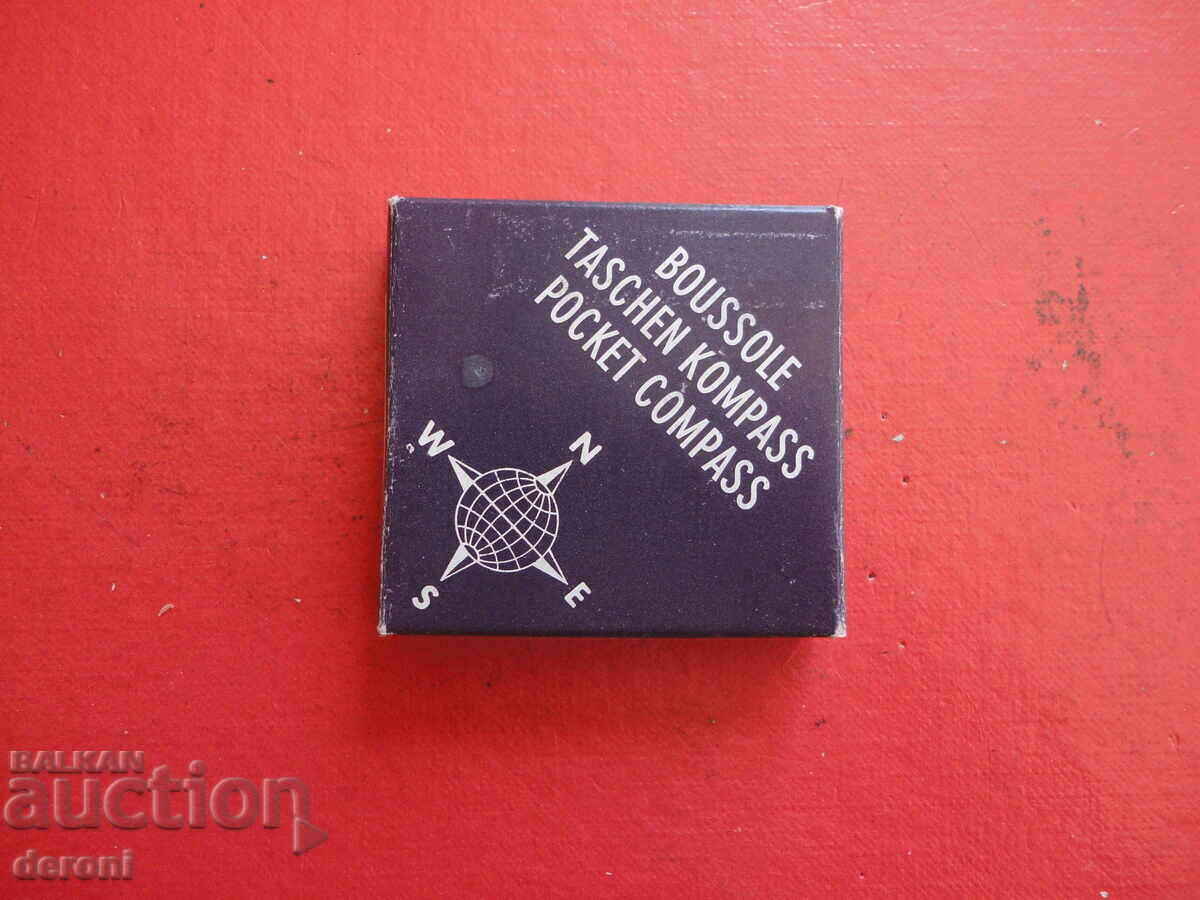 BOUSSOLE
TASCHEN KOMPASS
POCKET COMPASS
W
N
S
E
BALKAN
auction
deroni